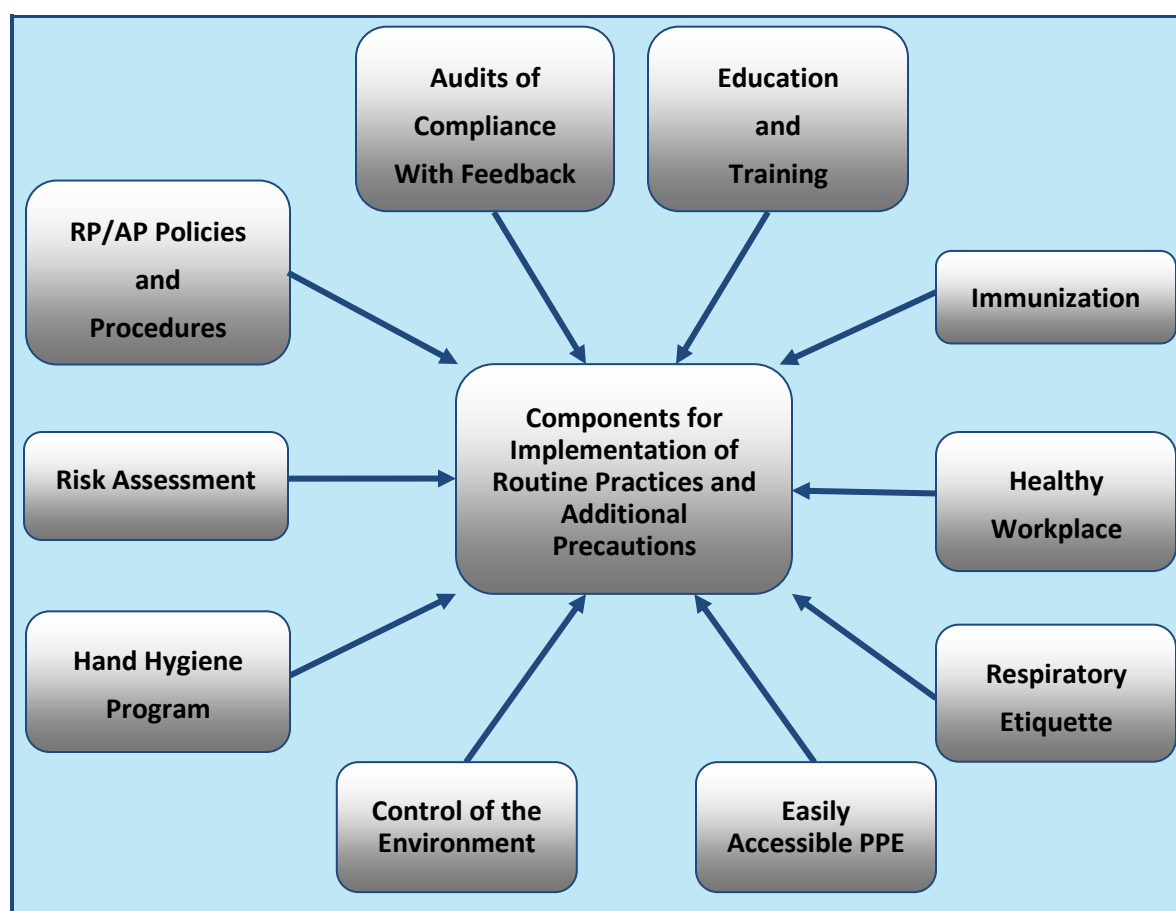 Audits of
Compliance
With Feedback
Education
and
Training
RP/AP Policies
and
Procedures
Immunization
Components for
Implementation of
Routine Practices and
Additional
Precautions
Risk Assessment
Healthy
Workplace
Hand Hygiene
Program
Respiratory
Etiquette
Control of the
Environment
Easily
Accessible PPE